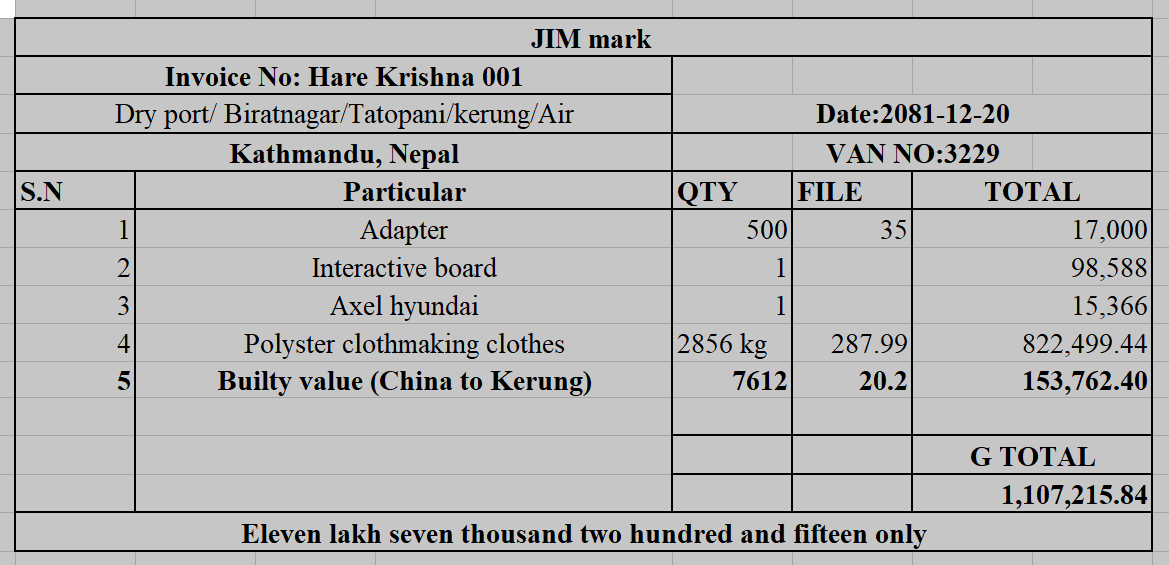 JIM mark
Invoice No: Hare Krishna 001
Dry port/ Biratnagar/Tatopani/kerung/Air Date:2081-12-20
Kathmandu, Nepal VAN NO:3229
S.N Particular QTY FILE TOTAL
1 Adapter 500 35 17,000
2 Interactive board 1 98,588
3 Axel hyundai 1 15,366
4 Polyster clothmaking clothes 2856 kg 287.99 822,499.44
5 Builty value (China to Kerung) 7612 20.2 153,762.40
G TOTAL
1,107,215.84
Eleven lakh seven thousand two hundred and fifteen only